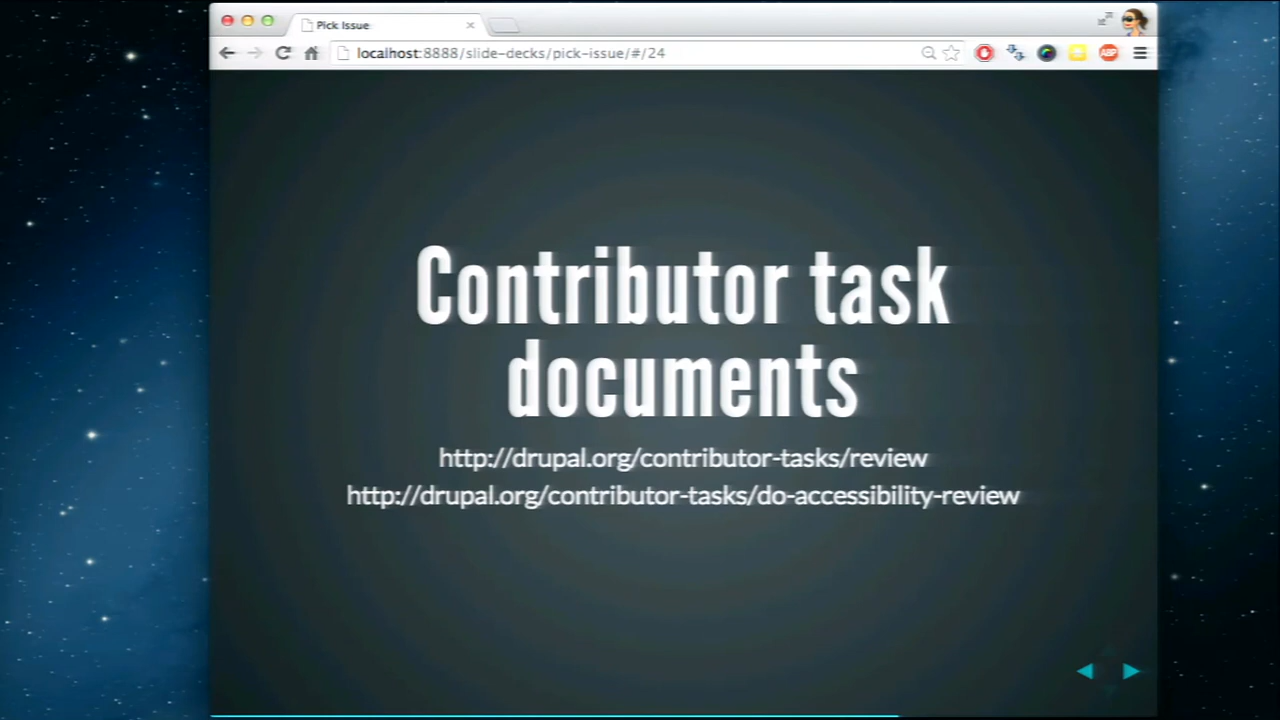 Pick Issue
localhost:8888/slide-decks/pick-issue/#/24
ABP
Contributor task
documents
http://drupal.org/contributor-tasks/review
http://drupal.org/contributor-tasks/do-accessibility-review